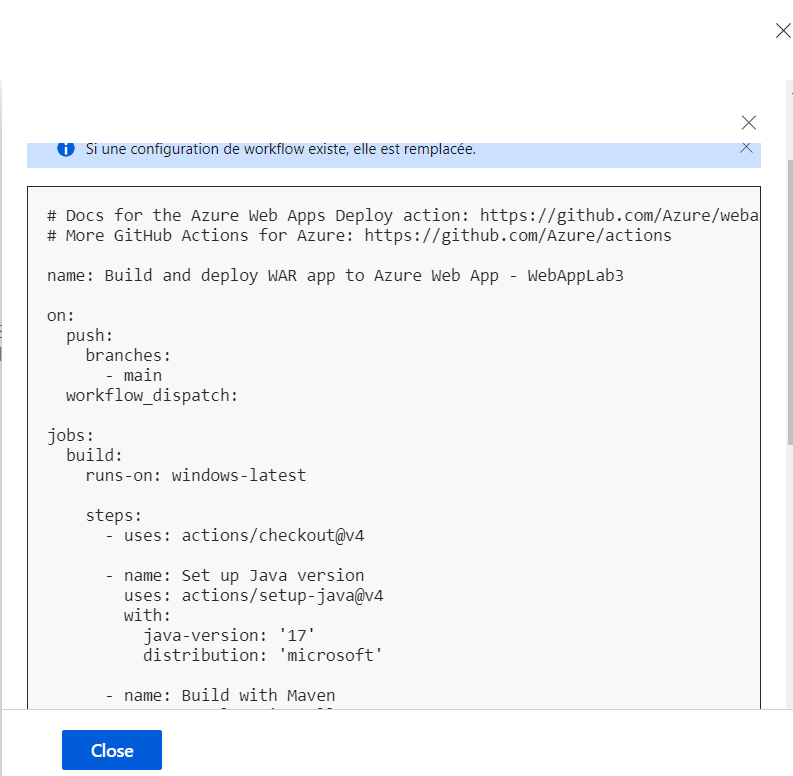 Si une configuration de workflow existe, elle est remplacée.
# Docs for the Azure Web Apps Deploy action: https://github.com/Azure/weba
# More GitHub Actions for Azure: https://github.com/Azure/actions
name: Build and deploy WAR app to Azure Web App - WebAppLab3
on:
  push:
    branches:
      - main
  workflow_dispatch:
jobs:
  build:
    runs-on: windows-latest
    steps:
      - uses: actions/checkout@v4
      - name: Set up Java version
        uses: actions/setup-java@v4
        with:
          java-version: '17'
          distribution: 'microsoft'
      - name: Build with Maven
Close